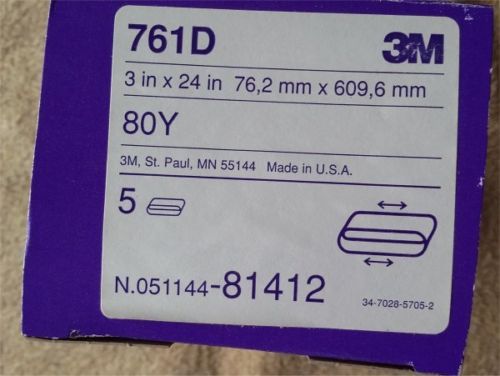 761D 3M
3 in x 24 in 76,2 mm x 609,6 mm
80Y
3M, St. Paul, MN 55144 Made in U.S.A.
5
N.051144-81412
34-7028-5705-2